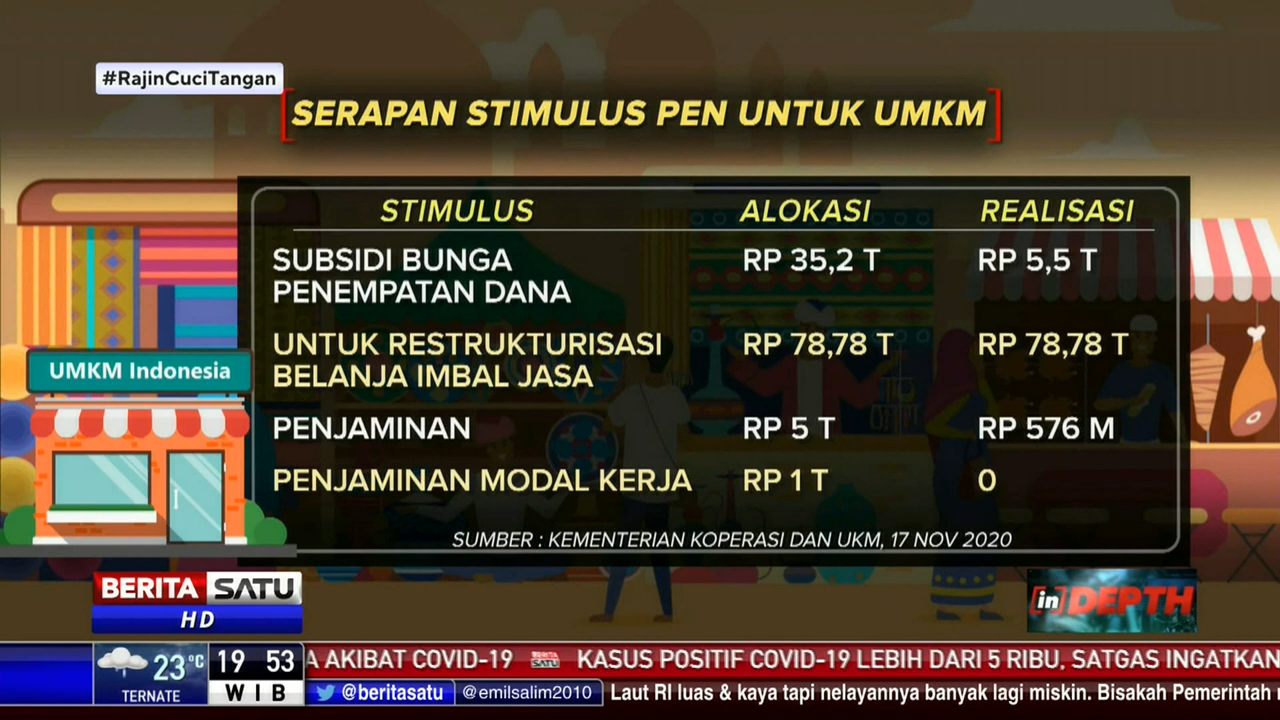 #RajinCuciTangan
SERAPAN STIMULUS PEN UNTUK UMKM
STIMULUS ALOKASI REALISASI
SUBSIDI BUNGA RP 35,2 T RP 5,5 T
PENEMPATAN DANA
UNTUK RESTRUKTURISASI RP 78,78 T RP 78,78 T
BELANJA IMBAL JASA
PENJAMINAN RP 5 T RP 576 M
PENJAMINAN MODAL KERJA RP 1 T 0
SUMBER : KEMENTERIAN KOPERASI DAN UKM, 17 NOV 2020
UMKM Indonesia
BERITA SATU
HD
[in] DEPTH
23°C
TERNATE
19 53
WIB
A AKIBAT COVID-19 BERITA SATU KASUS POSITIF COVID-19 LEBIH DARI 5 RIBU, SATGAS INGATKAN
@beritasatu @emilsalim2010 Laut RI luas & kaya tapi nelayannya banyak lagi miskin. Bisakah Pemerintah